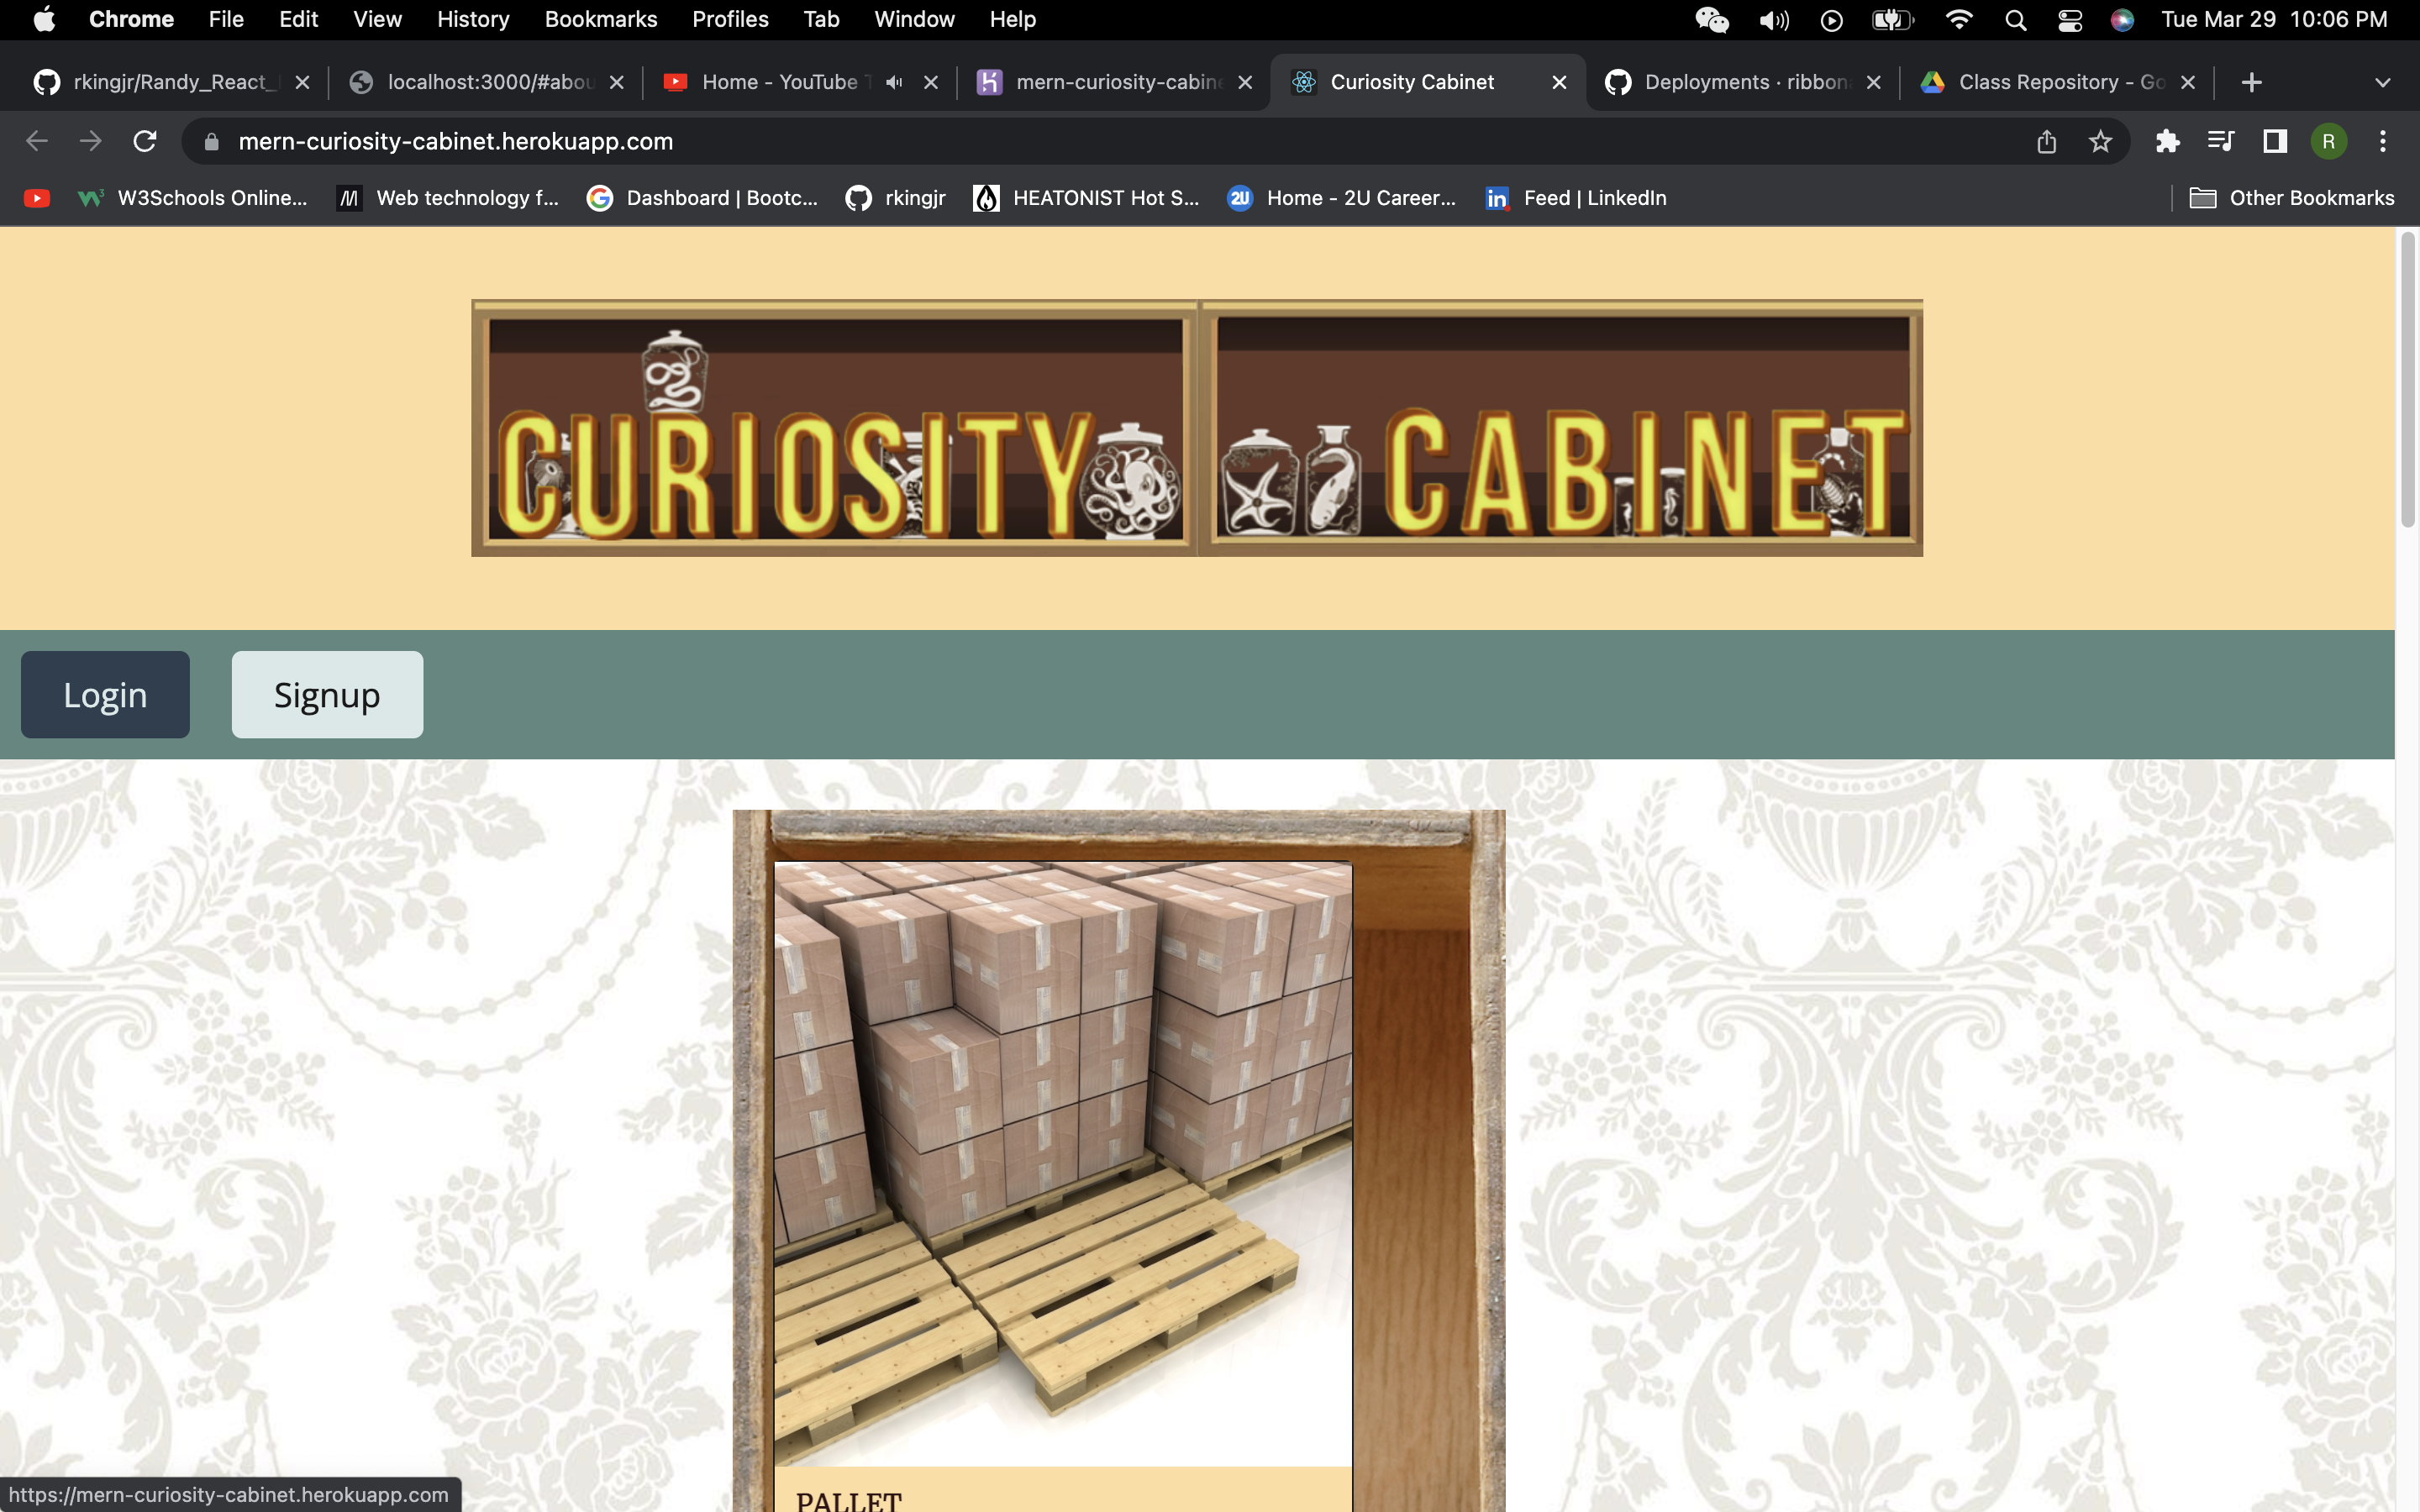 Chrome File Edit View History Bookmarks Profiles Tab Window Help Tue Mar 29 10:06 PM
rkingjr/Randy_React_ localhost:3000/#abou Home - YouTube mern-curiosity-cabine Curiosity Cabinet Deployments · ribbon Class Repository - Go
mern-curiosity-cabinet.herokuapp.com R
W3Schools Online... Web technology f... Dashboard | Bootc... rkingjr HEATONIST Hot S... 2U Home - 2U Career... in Feed | LinkedIn Other Bookmarks
CURIOSITY CABINET
Login Signup
PALLET
https://mern-curiosity-cabinet.herokuapp.com